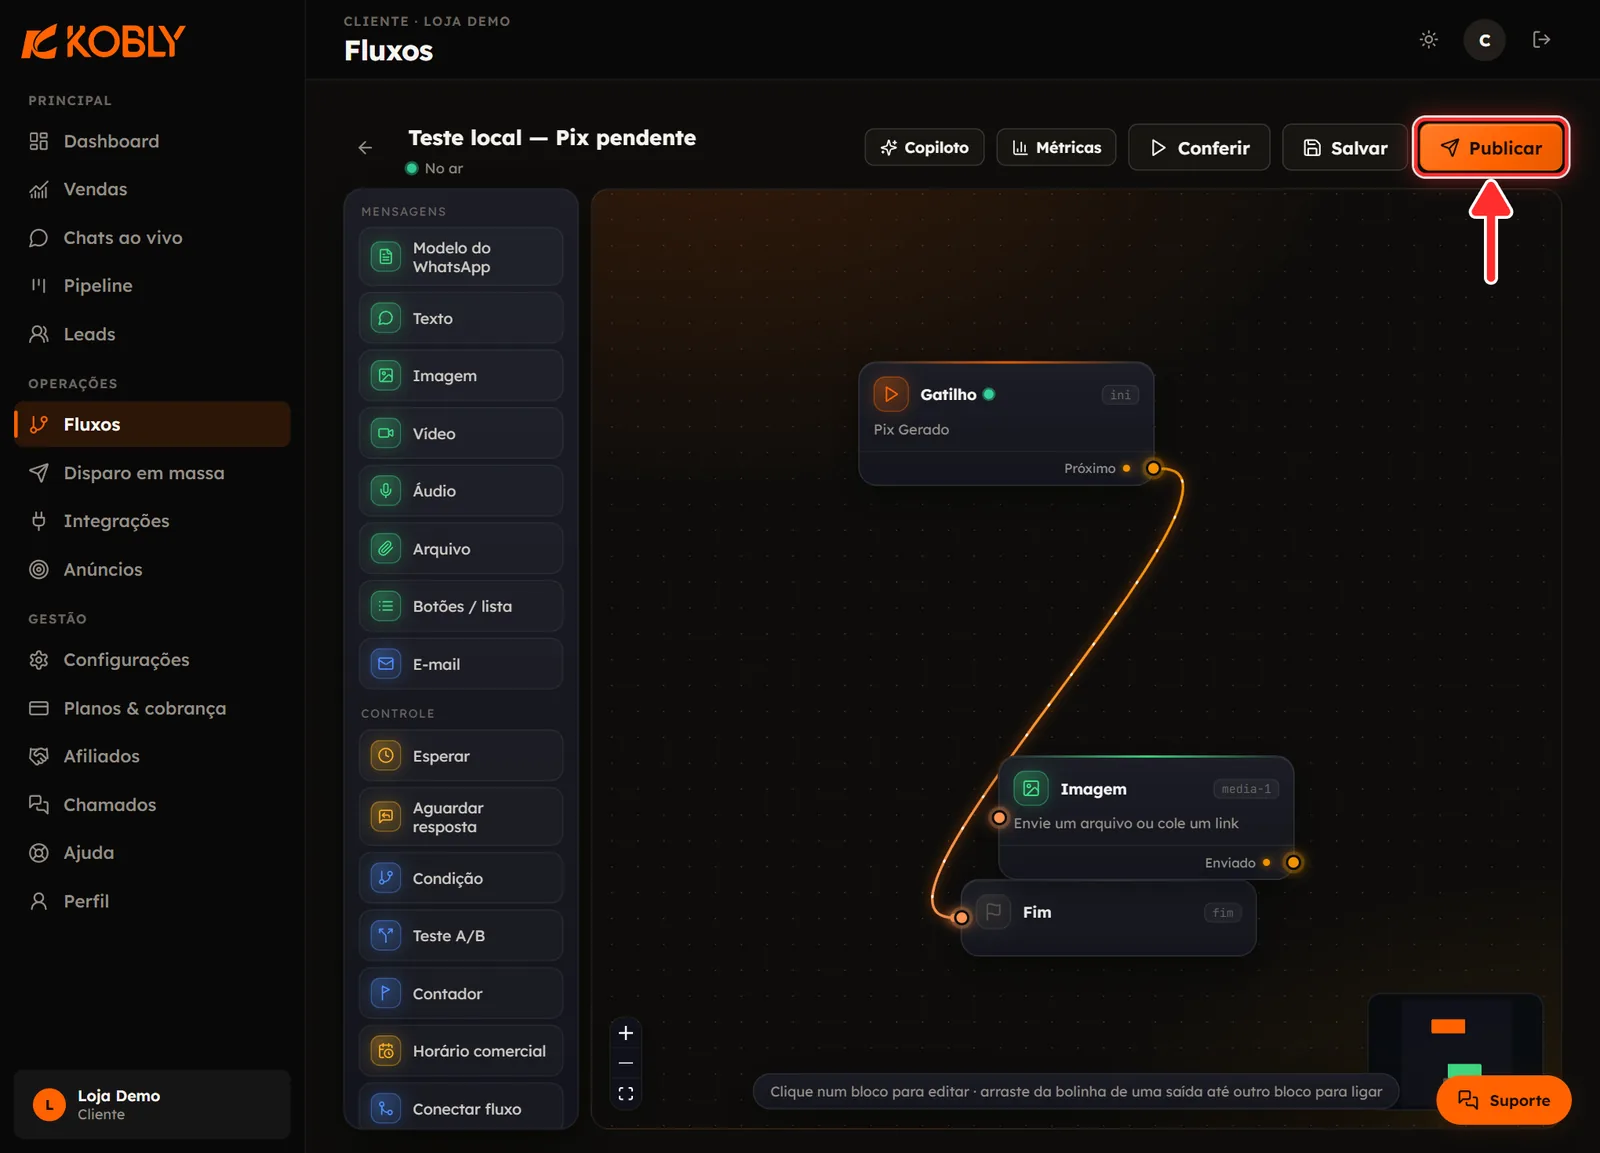 KOBLY
PRINCIPAL
Dashboard
Vendas
Chats ao vivo
Pipeline
Leads
OPERAÇÕES
Fluxos
Disparo em massa
Integrações
Anúncios
GESTÃO
Configurações
Planos & cobrança
Afiliados
Chamados
Ajuda
Perfil
L
Loja Demo
Cliente
CLIENTE · LOJA DEMO
Fluxos
C
Teste local — Pix pendente
No ar
Copiloto
Métricas
Conferir
Salvar
Publicar
MENSAGENS
Modelo do
WhatsApp
Texto
Imagem
Vídeo
Áudio
Arquivo
Botões / lista
E-mail
CONTROLE
Esperar
Aguardar
resposta
Condição
Teste A/B
Contador
Horário comercial
Conectar fluxo
Gatilho
ini
Pix Gerado
Próximo
Imagem
media-1
Envie um arquivo ou cole um link
Enviado
Fim
fim
Clique num bloco para editar · arraste da bolinha de uma saída até outro bloco para ligar
Suporte